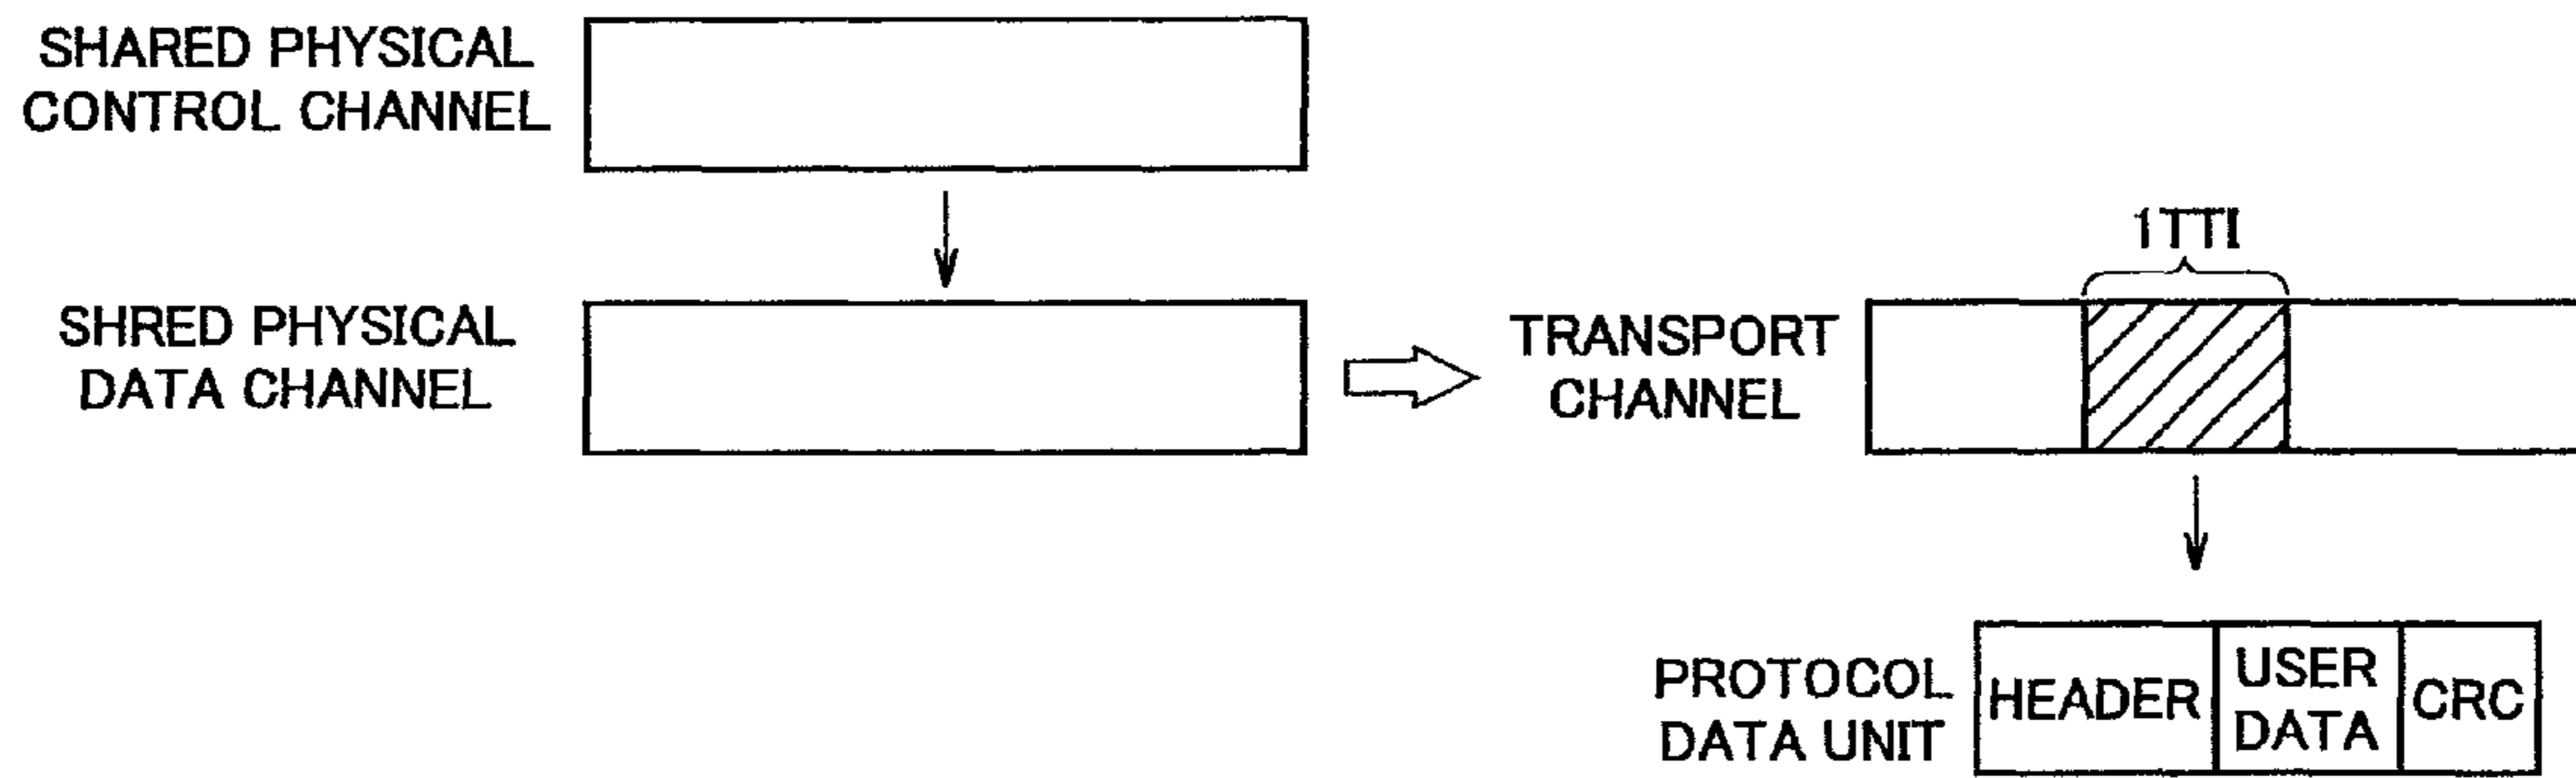 SHARED PHYSICAL
CONTROL CHANNEL
1TTI
SHRED PHYSICAL
DATA CHANNEL
TRANSPORT
CHANNEL
PROTOCOL
DATA UNIT
HEADER
USER
DATA
CRC